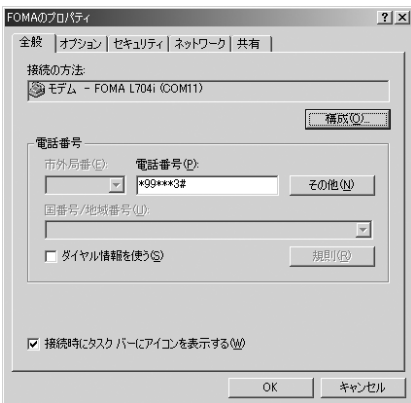 FOMAのプロパティ
全般 オプション セキュリティ ネットワーク 共有
接続の方法:
モデム - FOMA L704i (COM11)
構成(O)...
電話番号
市外局番(E): 電話番号(P):
*99***3# その他(N)
国番号/地域番号(U):
ダイヤル情報を使う(S) 規則(R)
接続時にタスク バーにアイコンを表示する(W)
OK キャンセル